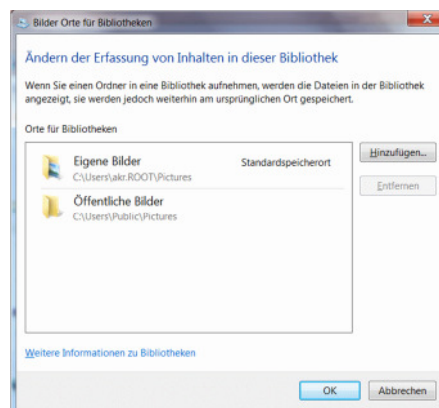 Bilder Orte für Bibliotheken
Ändern der Erfassung von Inhalten in dieser Bibliothek
Wenn Sie einen Ordner in eine Bibliothek aufnehmen, werden die Dateien in der Bibliothek
angezeigt, sie werden jedoch weiterhin am ursprünglichen Ort gespeichert.
Orte für Bibliotheken
Eigene Bilder Standardspeicherort Hinzufügen...
C:\Users\akr.ROOT\Pictures
Entfernen
Öffentliche Bilder
C:\Users\Public\Pictures
Weitere Informationen zu Bibliotheken
OK Abbrechen